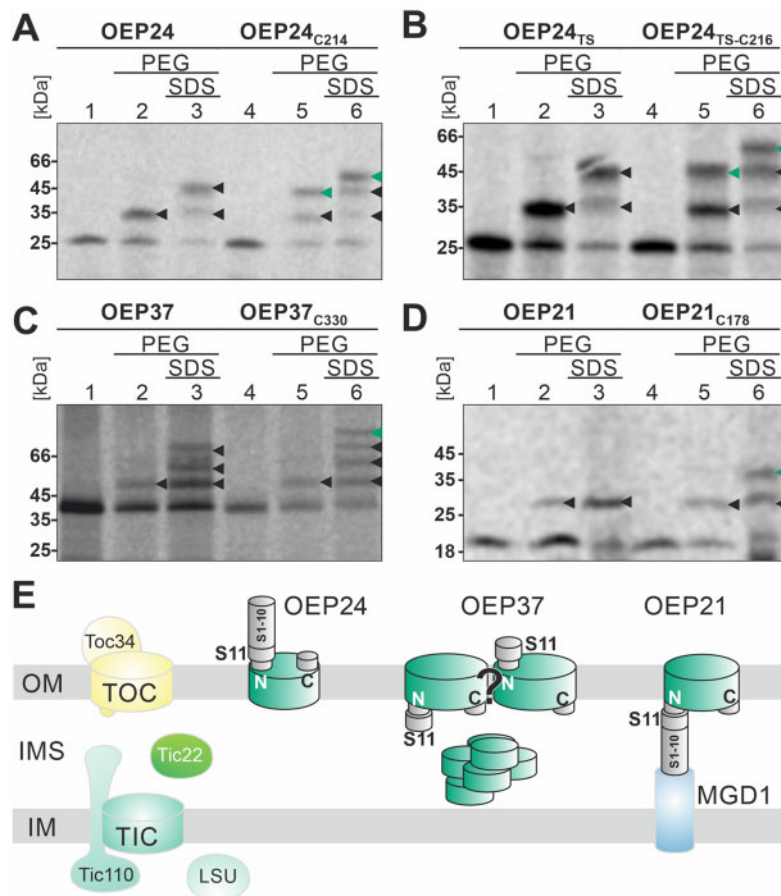 A
OEP24 OEP24C214
PEG PEG
SDS SDS
[kDa] 1 2 3 4 5 6
66
45
35
25
B
OEP24TS OEP24TS-C216
PEG PEG
SDS SDS
[kDa] 1 2 3 4 5 6
66
45
35
25
C
OEP37 OEP37C330
PEG PEG
SDS SDS
[kDa] 1 2 3 4 5 6
66
45
35
25
D
OEP21 OEP21C178
PEG PEG
SDS SDS
[kDa] 1 2 3 4 5 6
45
35
25
18
E
OEP24 OEP37 OEP21
Toc34 S1-10 S11 S11
OM TOC N C N C ? N C N C
S11 S11
S1-10
IMS Tic22
MGD1
IM TIC
Tic110 LSU